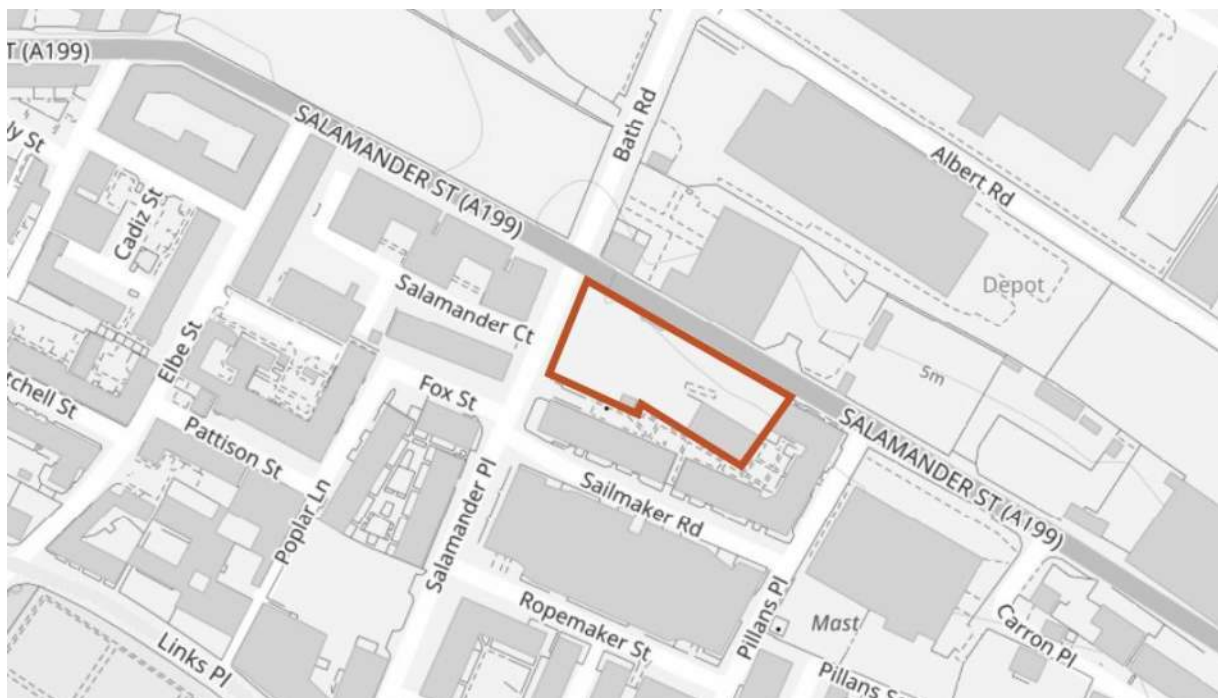 T (A199)
SALAMANDER ST (A199)
Bath Rd
Albert Rd
ly St
Cadiz St
Depot
Salamander Ct
Elbe St
5m
Fox St
SALAMANDER ST (A199)
tchell St
Pattison St
Sailmaker Rd
Poplar Ln
Salamander Pl
Ropemaker St
Pillans Pl
Mast
Carron Pl
Links Pl
Pillans S